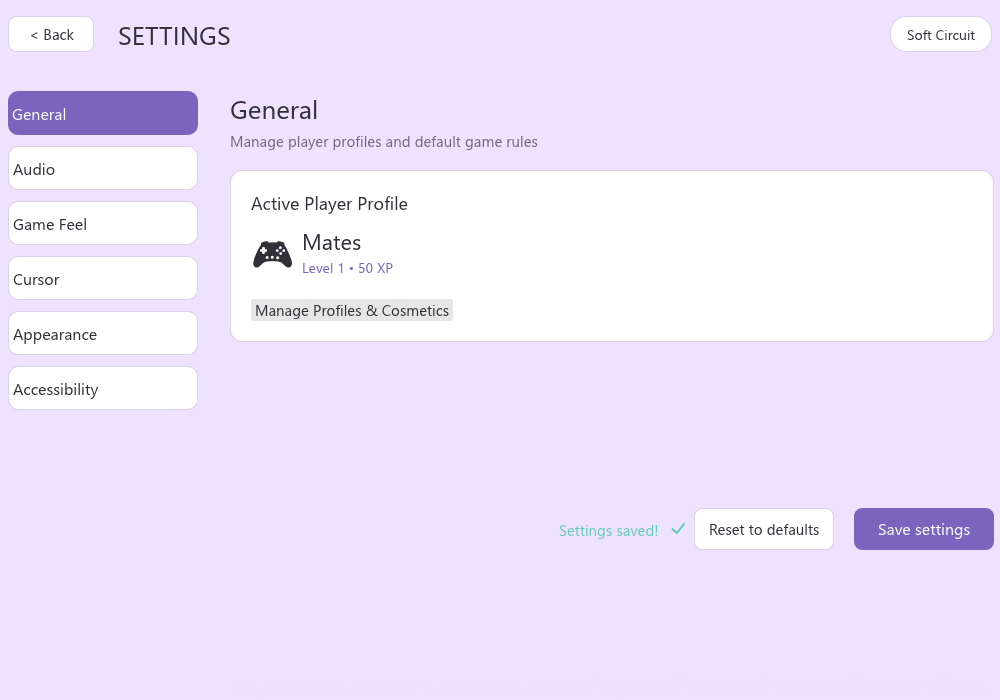 < Back
SETTINGS
Soft Circuit
General
Audio
Game Feel
Cursor
Appearance
Accessibility
General
Manage player profiles and default game rules
Active Player Profile
Mates
Level 1 • 50 XP
Manage Profiles & Cosmetics
Settings saved! ✓
Reset to defaults
Save settings